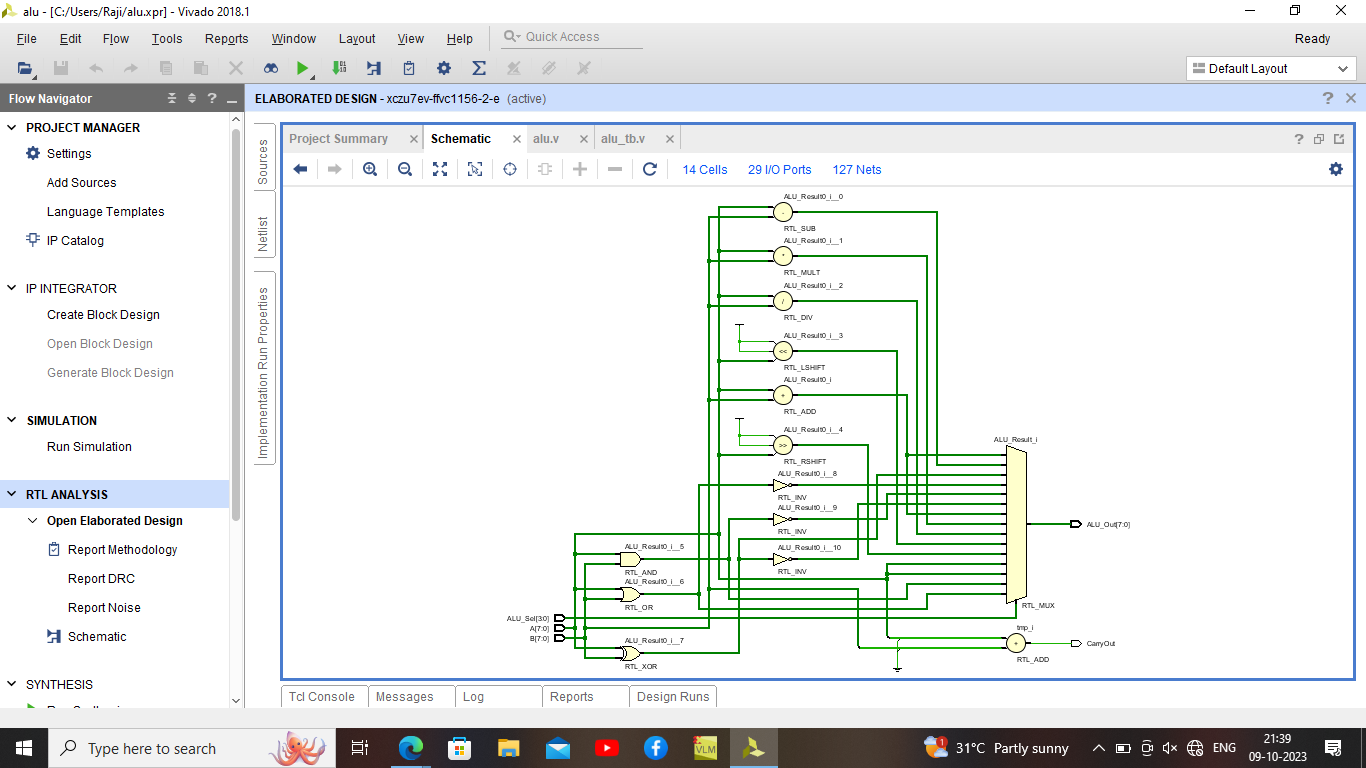 alu - [C:/Users/Raji/alu.xpr] - Vivado 2018.1
File Edit Flow Tools Reports Window Layout View Help Quick Access Ready
Default Layout
Flow Navigator
ELABORATED DESIGN - xczu7ev-ffvc1156-2-e (active)
PROJECT MANAGER
Settings
Add Sources
Language Templates
IP Catalog
IP INTEGRATOR
Create Block Design
Open Block Design
Generate Block Design
SIMULATION
Run Simulation
RTL ANALYSIS
Open Elaborated Design
Report Methodology
Report DRC
Report Noise
Schematic
SYNTHESIS
Sources
Netlist
Implementation Run Properties
Project Summary Schematic alu.v alu_tb.v
14 Cells 29 I/O Ports 127 Nets
ALU_Result0_i__0
-
RTL_SUB
ALU_Result0_i__1
*
RTL_MULT
ALU_Result0_i__2
/
RTL_DIV
ALU_Result0_i__3
<<
RTL_LSHIFT
ALU_Result0_i
+
RTL_ADD
ALU_Result0_i__4
>>
RTL_RSHIFT
ALU_Result0_i__8
RTL_INV
ALU_Result0_i__9
RTL_INV
ALU_Result0_i__10
RTL_INV
ALU_Result0_i__5
RTL_AND
ALU_Result0_i__6
RTL_OR
ALU_Result0_i__7
RTL_XOR
ALU_Sel[3:0]
A[7:0]
B[7:0]
ALU_Result_i
RTL_MUX
ALU_Out[7:0]
tmp_i
+
RTL_ADD
CarryOut
Tcl Console Messages Log Reports Design Runs
Type here to search
VLM
1
31°C Partly sunny
ENG
21:39
09-10-2023